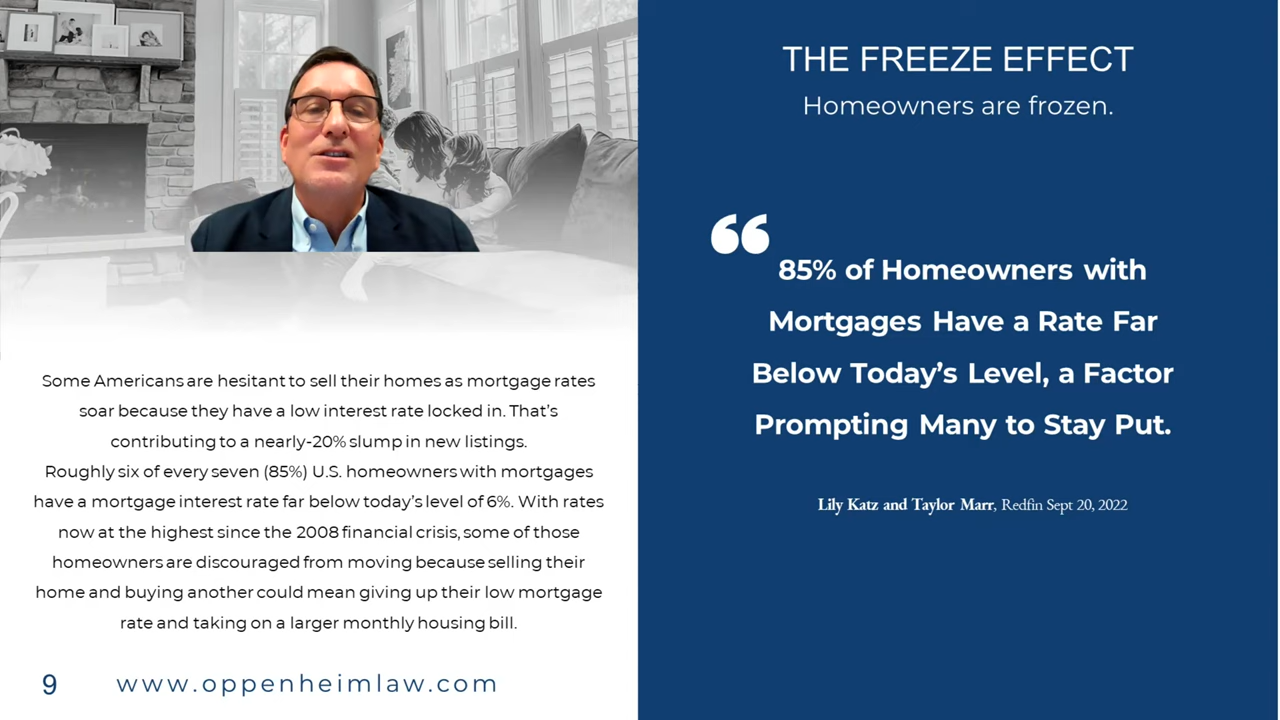 THE FREEZE EFFECT
Homeowners are frozen.
“
85% of Homeowners with
Mortgages Have a Rate Far
Below Today’s Level, a Factor
Prompting Many to Stay Put.
Lily Katz and Taylor Marr, Redfin Sept 20, 2022
Some Americans are hesitant to sell their homes as mortgage rates
soar because they have a low interest rate locked in. That’s
contributing to a nearly-20% slump in new listings.
Roughly six of every seven (85%) U.S. homeowners with mortgages
have a mortgage interest rate far below today’s level of 6%. With rates
now at the highest since the 2008 financial crisis, some of those
homeowners are discouraged from moving because selling their
home and buying another could mean giving up their low mortgage
rate and taking on a larger monthly housing bill.
9
www.oppenheimlaw.com